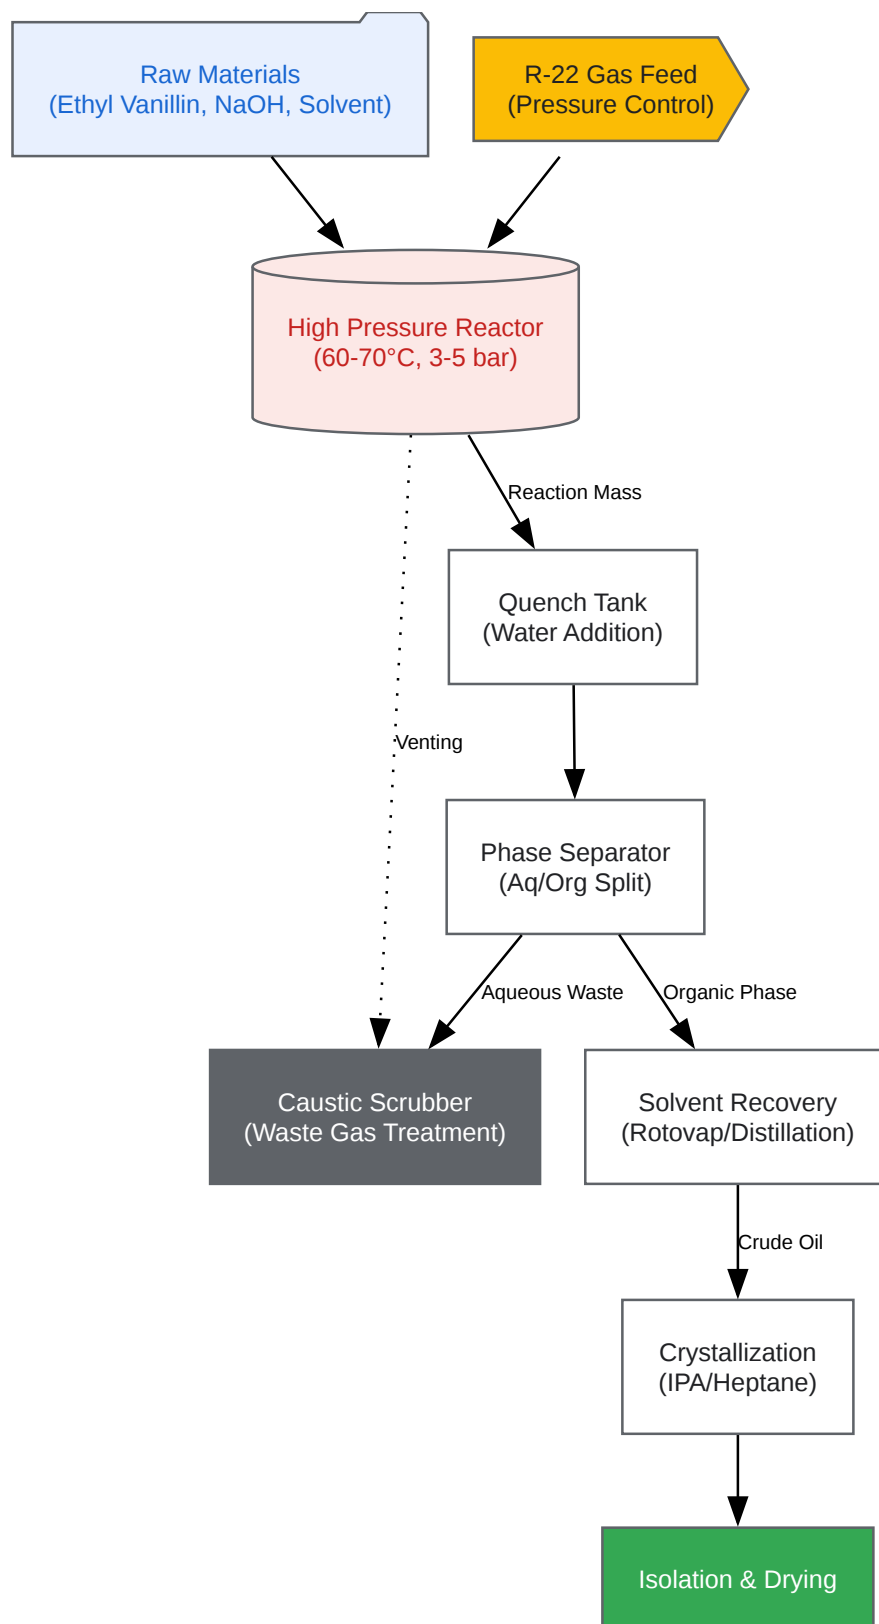 Raw Materials
(Ethyl Vanillin, NaOH, Solvent)
R-22 Gas Feed
(Pressure Control)
High Pressure Reactor
(60-70°C, 3-5 bar)
Reaction Mass
Quench Tank
(Water Addition)
Venting
Phase Separator
(Aq/Org Split)
Aqueous Waste
Organic Phase
Caustic Scrubber
(Waste Gas Treatment)
Solvent Recovery
(Rotovap/Distillation)
Crude Oil
Crystallization
(IPA/Heptane)
Isolation & Drying